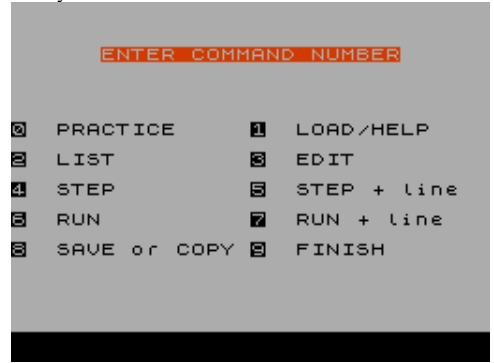 ENTER COMMAND NUMBER
0 PRACTICE 1 LOAD/HELP
2 LIST 3 EDIT
4 STEP 5 STEP + line
6 RUN 7 RUN + line
8 SAVE or COPY 9 FINISH